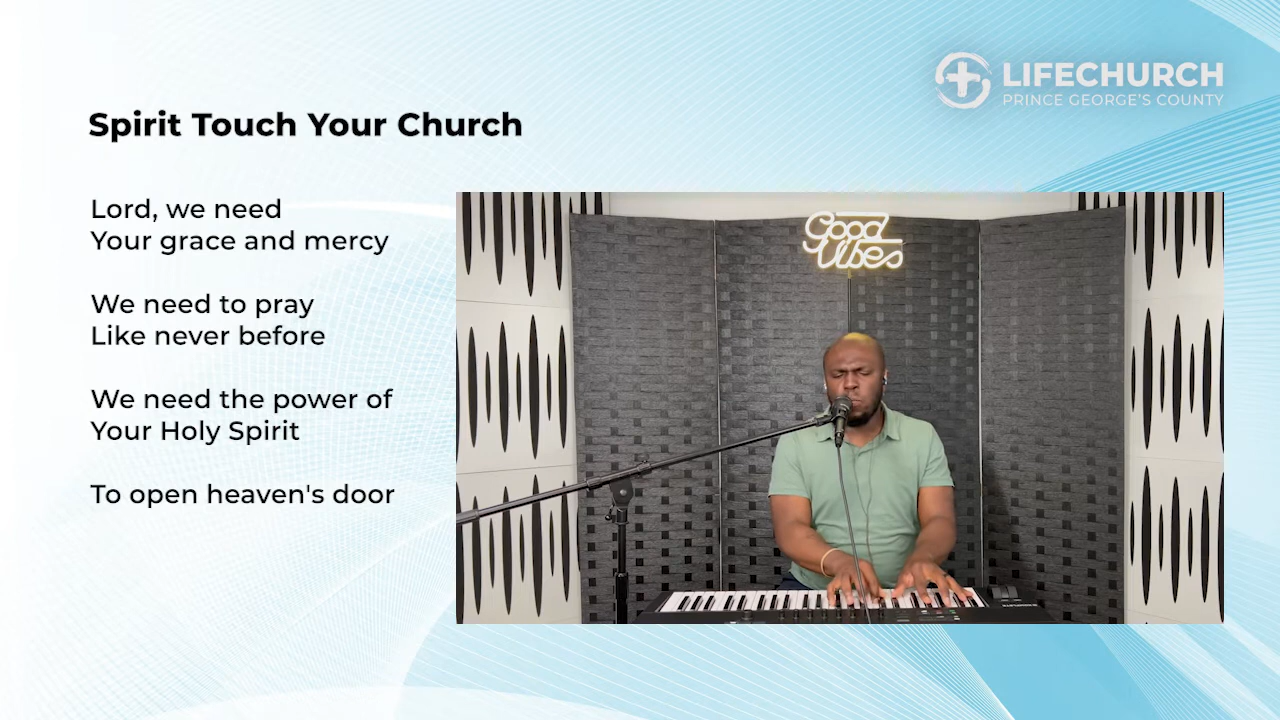 LIFECHURCH
PRINCE GEORGE'S COUNTY
Spirit Touch Your Church
Lord, we need
Your grace and mercy
We need to pray
Like never before
We need the power of
Your Holy Spirit
To open heaven's door
Good
Vibes